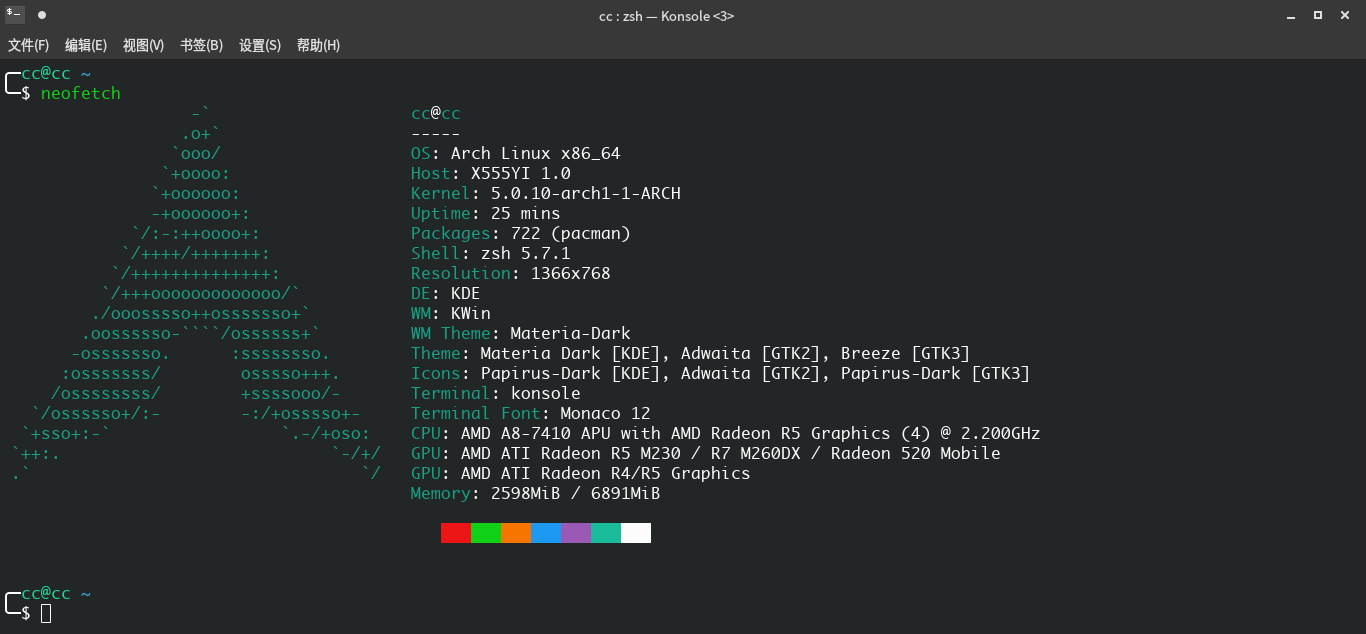 cc : zsh — Konsole <3>
文件(F) 编辑(E) 视图(V) 书签(B) 设置(S) 帮助(H)
cc@cc ~
$ neofetch
                  -`                    cc@cc
                 .o+`                   -----
                `ooo/                   OS: Arch Linux x86_64
               `+oooo:                  Host: X555YI 1.0
              `+oooooo:                 Kernel: 5.0.10-arch1-1-ARCH
              -+oooooo+:                Uptime: 25 mins
            `/:-:++oooo+:               Packages: 722 (pacman)
           `/++++/+++++++:              Shell: zsh 5.7.1
          `/++++++++++++++:             Resolution: 1366x768
         `/+++ooooooooooooo/`           DE: KDE
        ./ooosssso++osssssso+`          WM: KWin
       .oossssso-````/ossssss+`         WM Theme: Materia-Dark
      -osssssso.      :ssssssso.        Theme: Materia Dark [KDE], Adwaita [GTK2], Breeze [GTK3]
     :osssssss/        osssso+++.       Icons: Papirus-Dark [KDE], Adwaita [GTK2], Papirus-Dark [GTK3]
    /ossssssss/        +ssssooo/-       Terminal: konsole
  `/ossssso+/:-        -:/+osssso+-     Terminal Font: Monaco 12
 `+sso+:-`                 `.-/+oso:    CPU: AMD A8-7410 APU with AMD Radeon R5 Graphics (4) @ 2.200GHz
`++:.                           `-/+/   GPU: AMD ATI Radeon R5 M230 / R7 M260DX / Radeon 520 Mobile
.`                                 `/   GPU: AMD ATI Radeon R4/R5 Graphics
                                        Memory: 2598MiB / 6891MiB
cc@cc ~
$